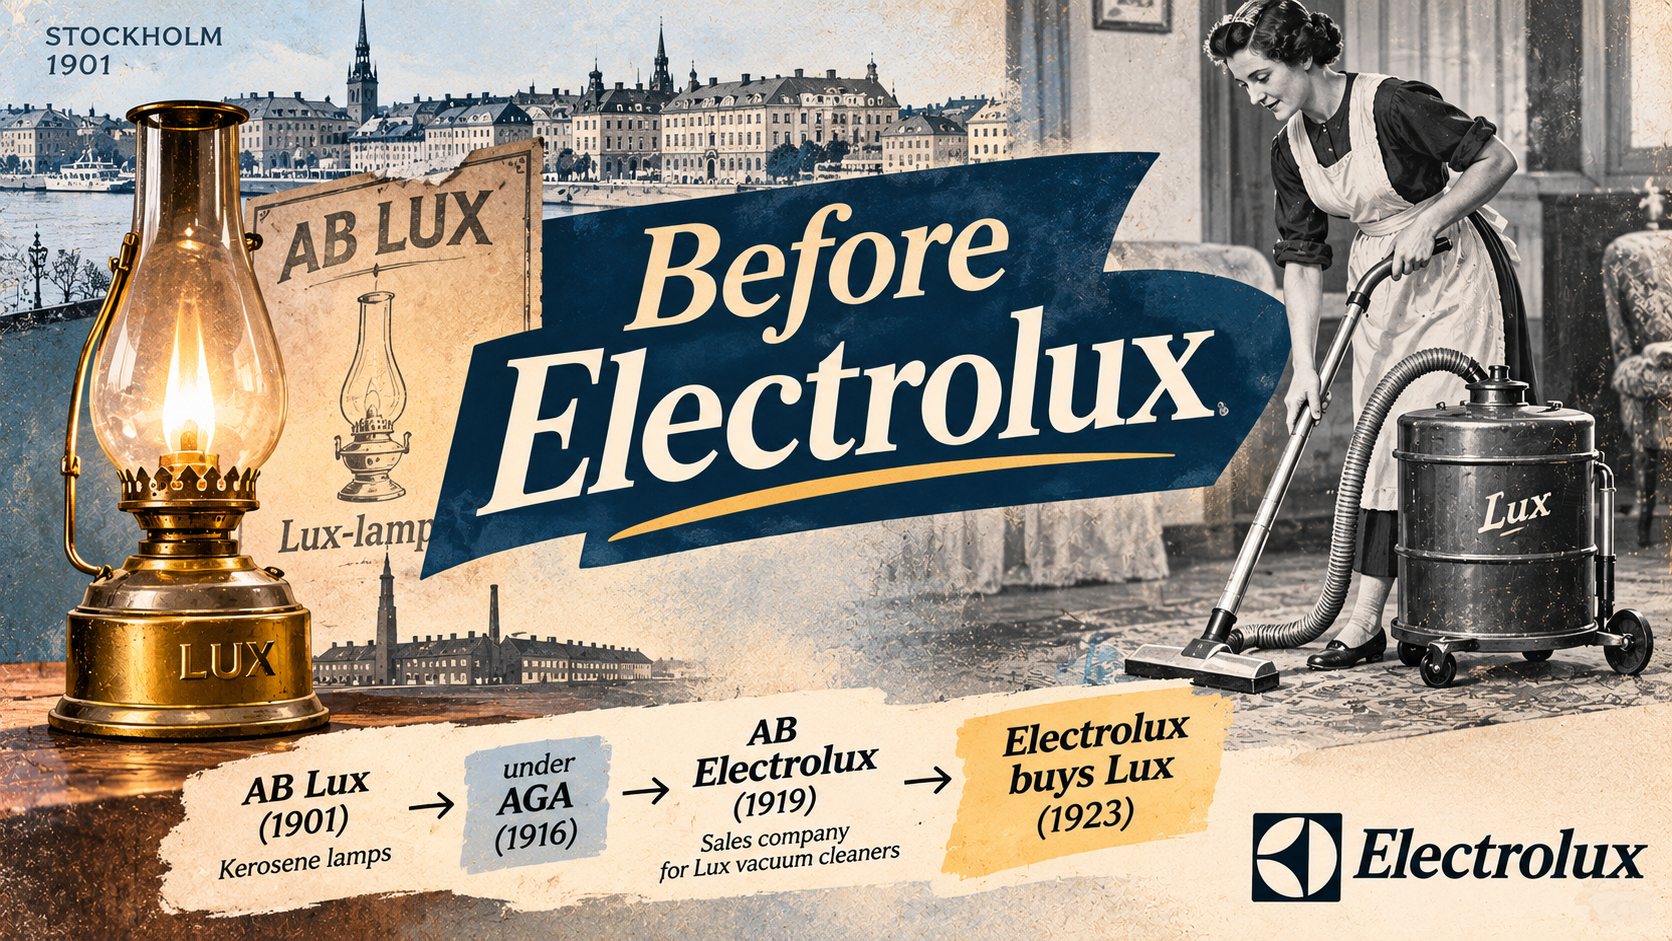 STOCKHOLM
1901
AB LUX
Lux-lamp
LUX
Before
Electrolux
Lux
AB Lux
(1901)
Kerosene lamps
under
AGA
(1916)
AB
Electrolux
(1919)
Sales company
for Lux vacuum cleaners
Electrolux
buys Lux
(1923)
Electrolux